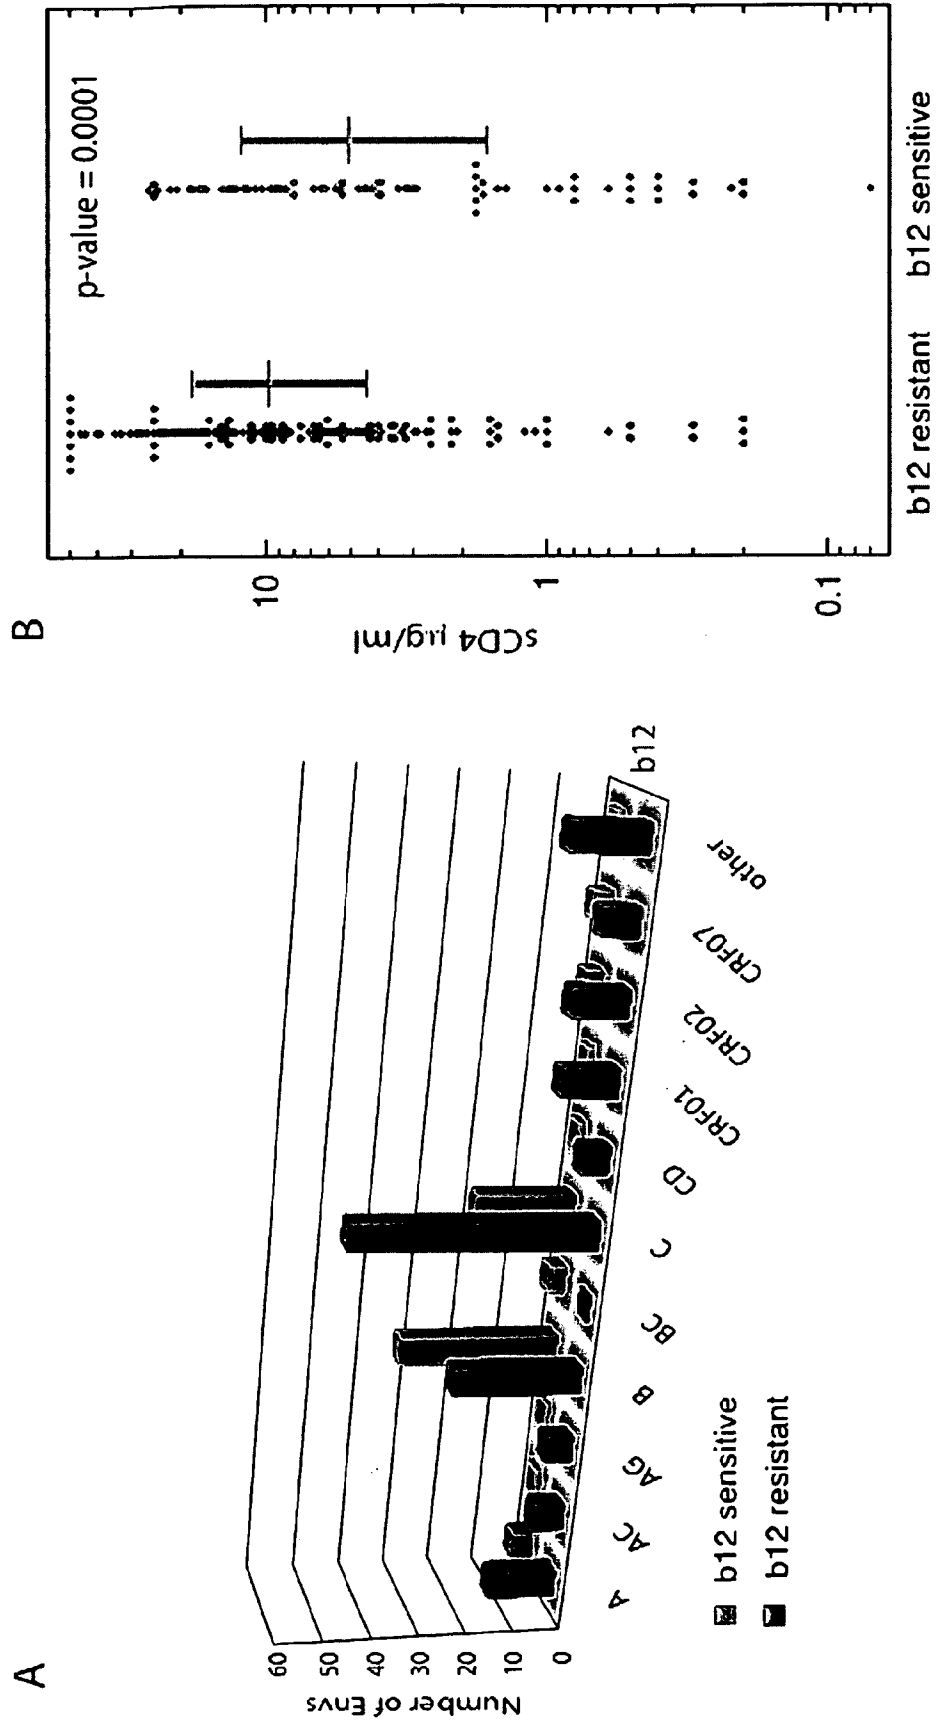 A
Number of Envs
60
50
40
30
20
10
0
A
AC
AG
B
BC
C
CD
CRF01
CRF02
CRF07
other
b12
b12 sensitive
b12 resistant
B
sCD4 µg/ml
10
1
0.1
p-value = 0.0001
b12 resistant
b12 sensitive